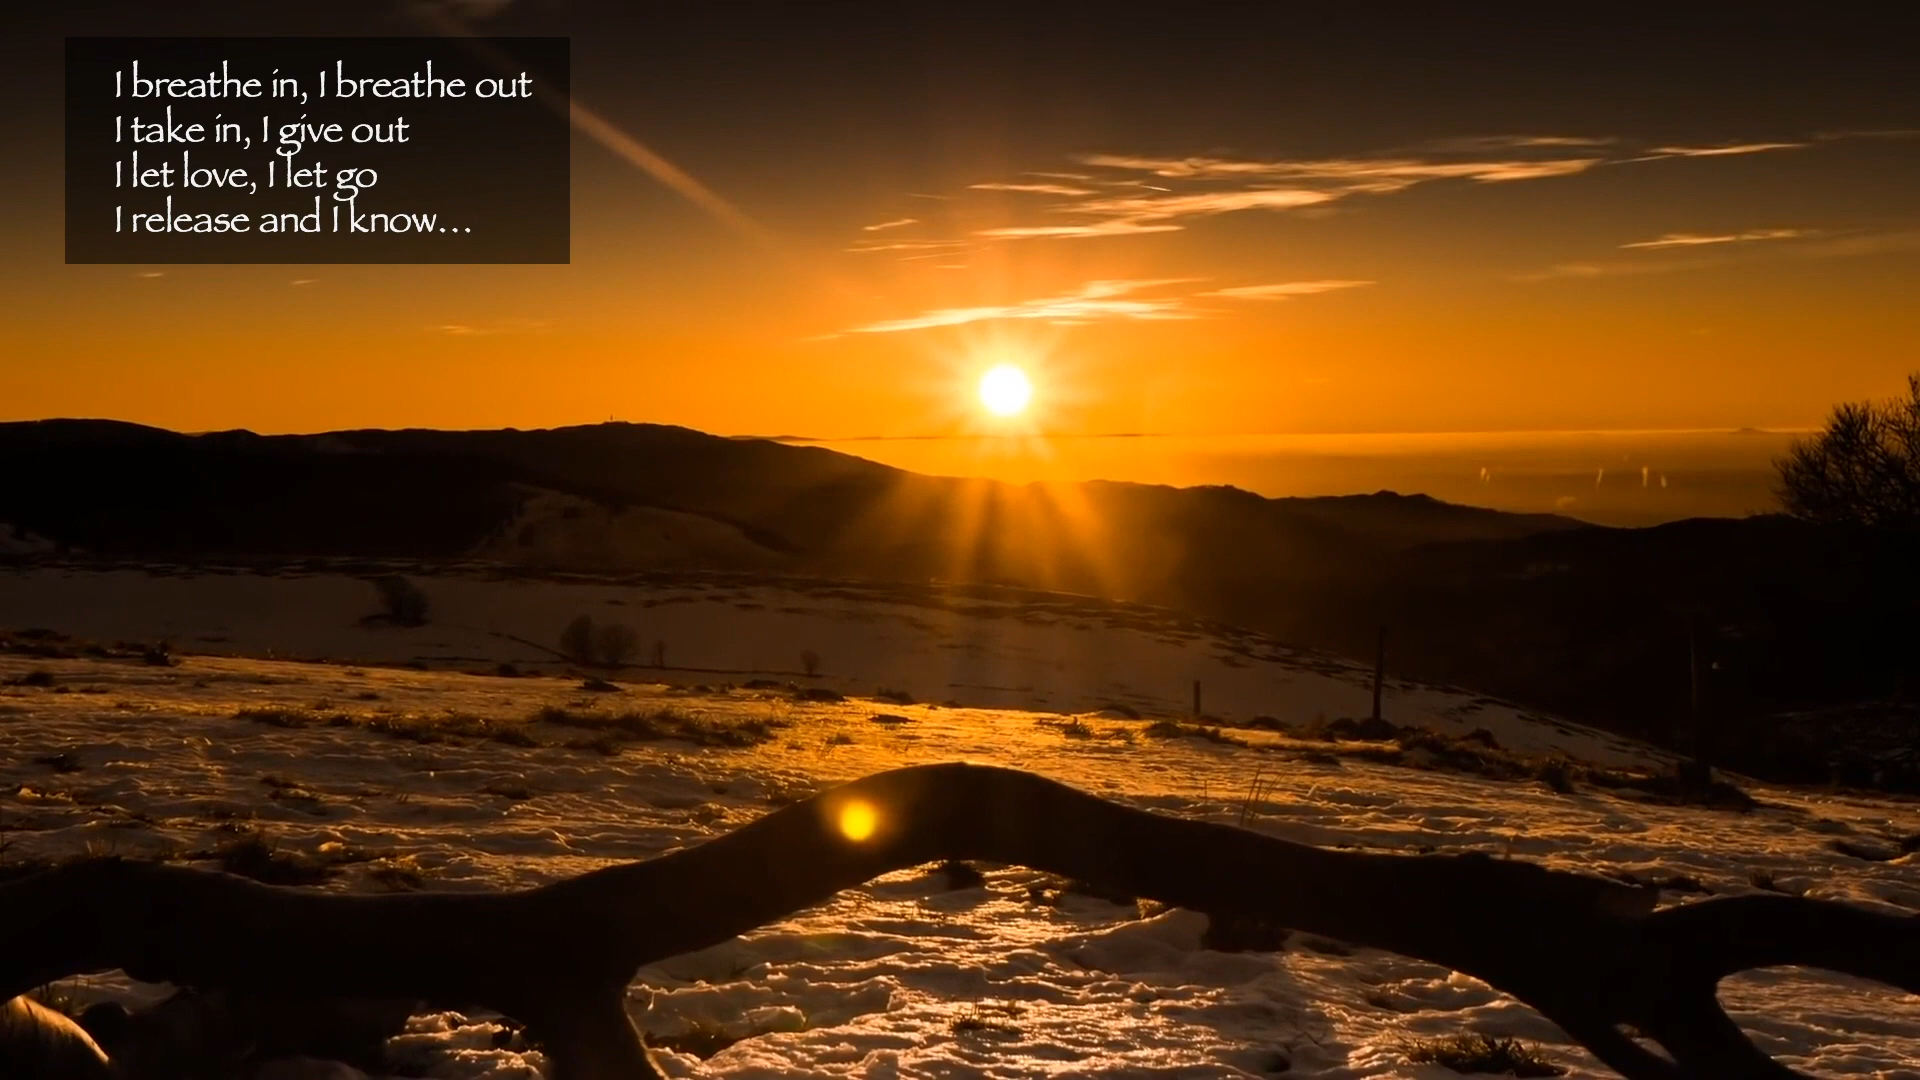 I breathe in, I breathe out
I take in, I give out
I let love, I let go
I release and I know…